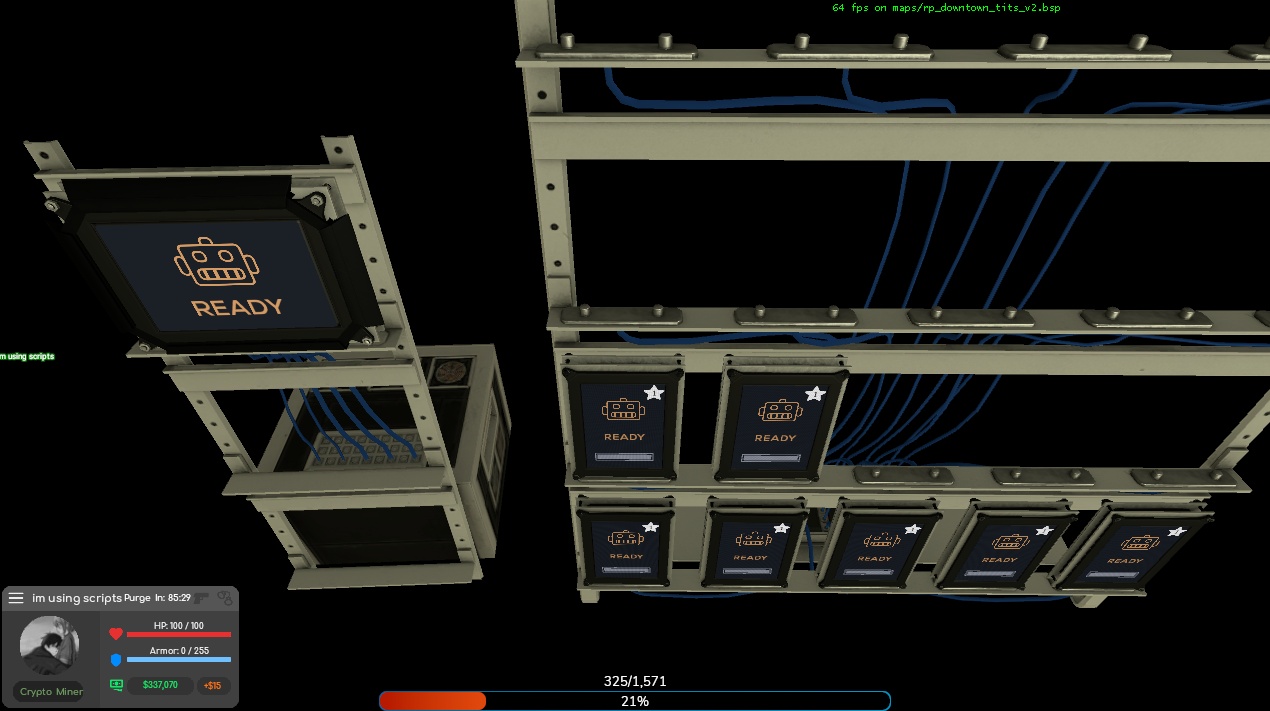 64 fps on maps/rp_downtown_tits_v2.bsp
READY
m using scripts
1
READY
READY
READY
READY
READY
READY
READY
im using scripts Purge In: 85:29
HP: 100 / 100
Armor: 0 / 255
$337,070 +$15
Crypto Miner
325/1,571
21%